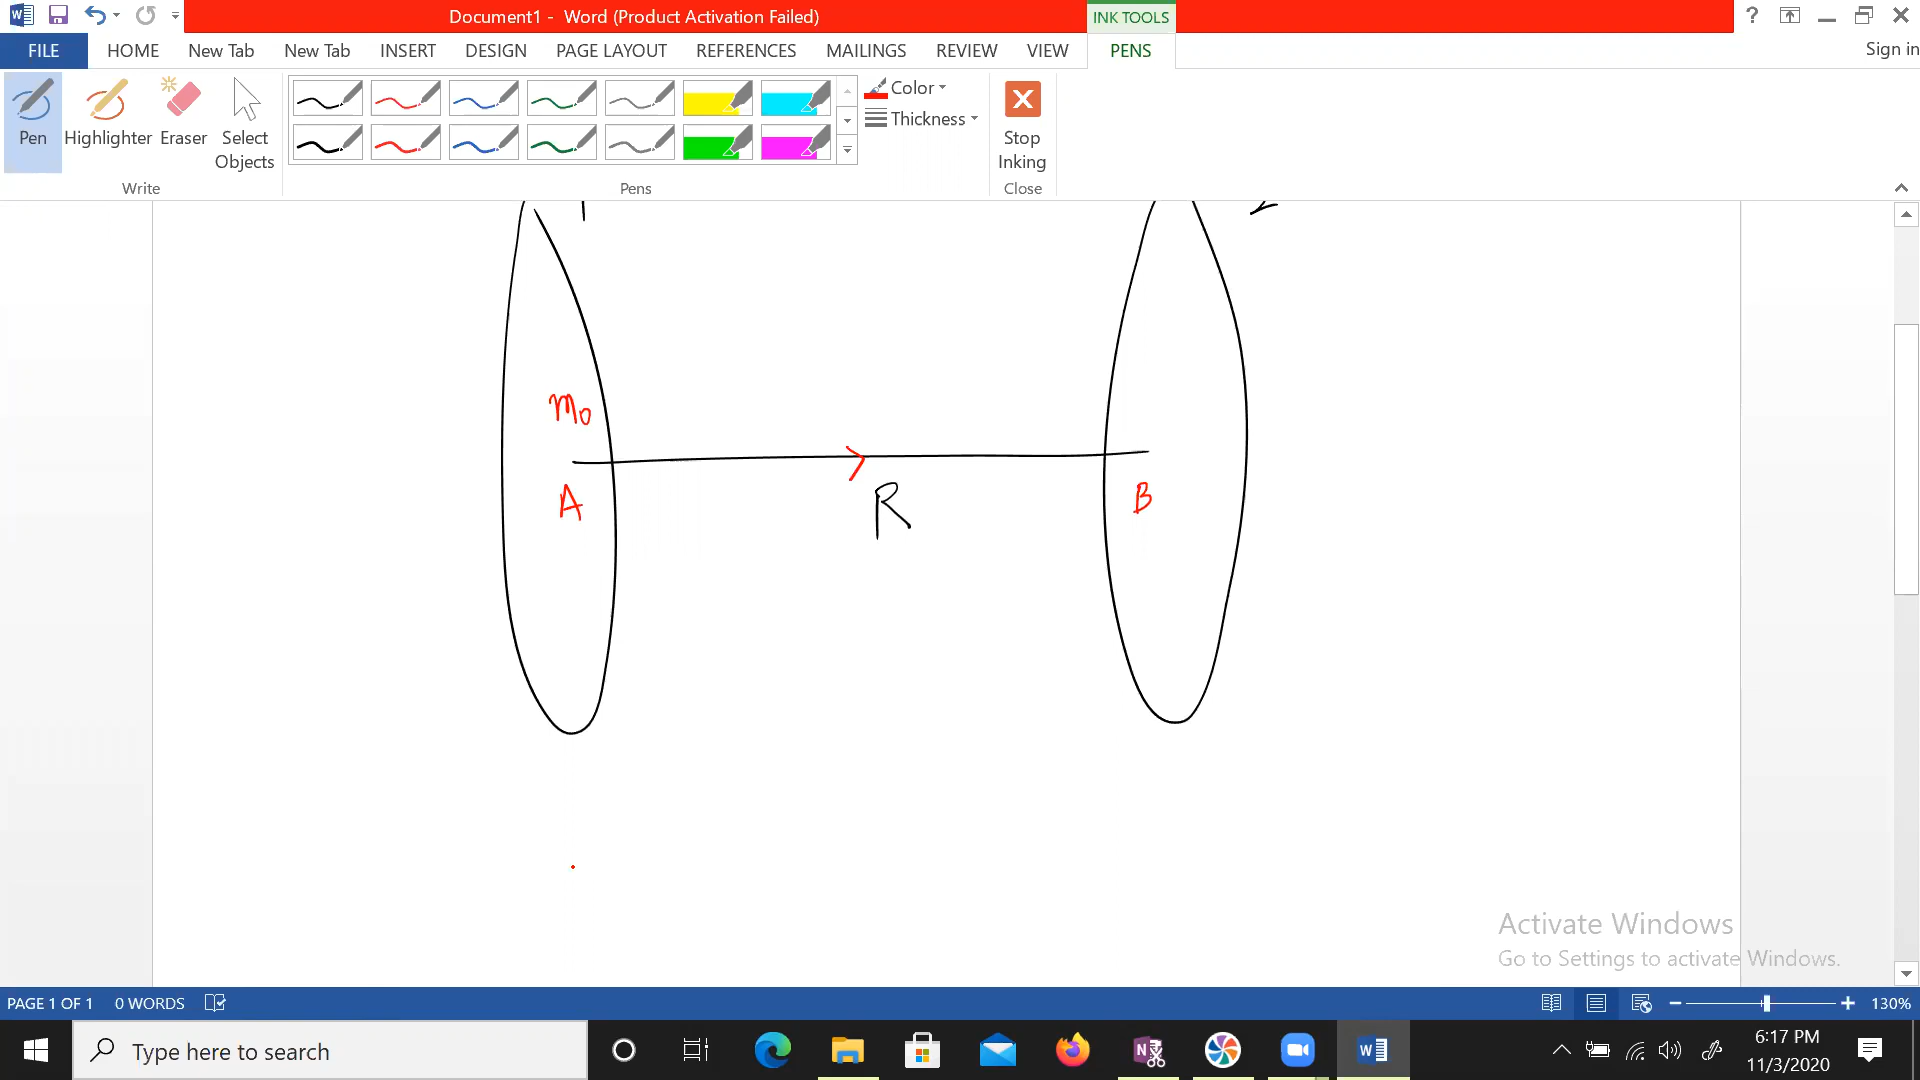 Document1 - Word (Product Activation Failed)
INK TOOLS
?
FILE HOME New Tab New Tab INSERT DESIGN PAGE LAYOUT REFERENCES MAILINGS REVIEW VIEW PENS Sign in
Pen Highlighter Eraser Select Objects
Color
Thickness
Stop Inking
Write Pens Close
m0
A
R
B
Activate Windows
Go to Settings to activate Windows.
PAGE 1 OF 1 0 WORDS 130%
Type here to search
6:17 PM
11/3/2020